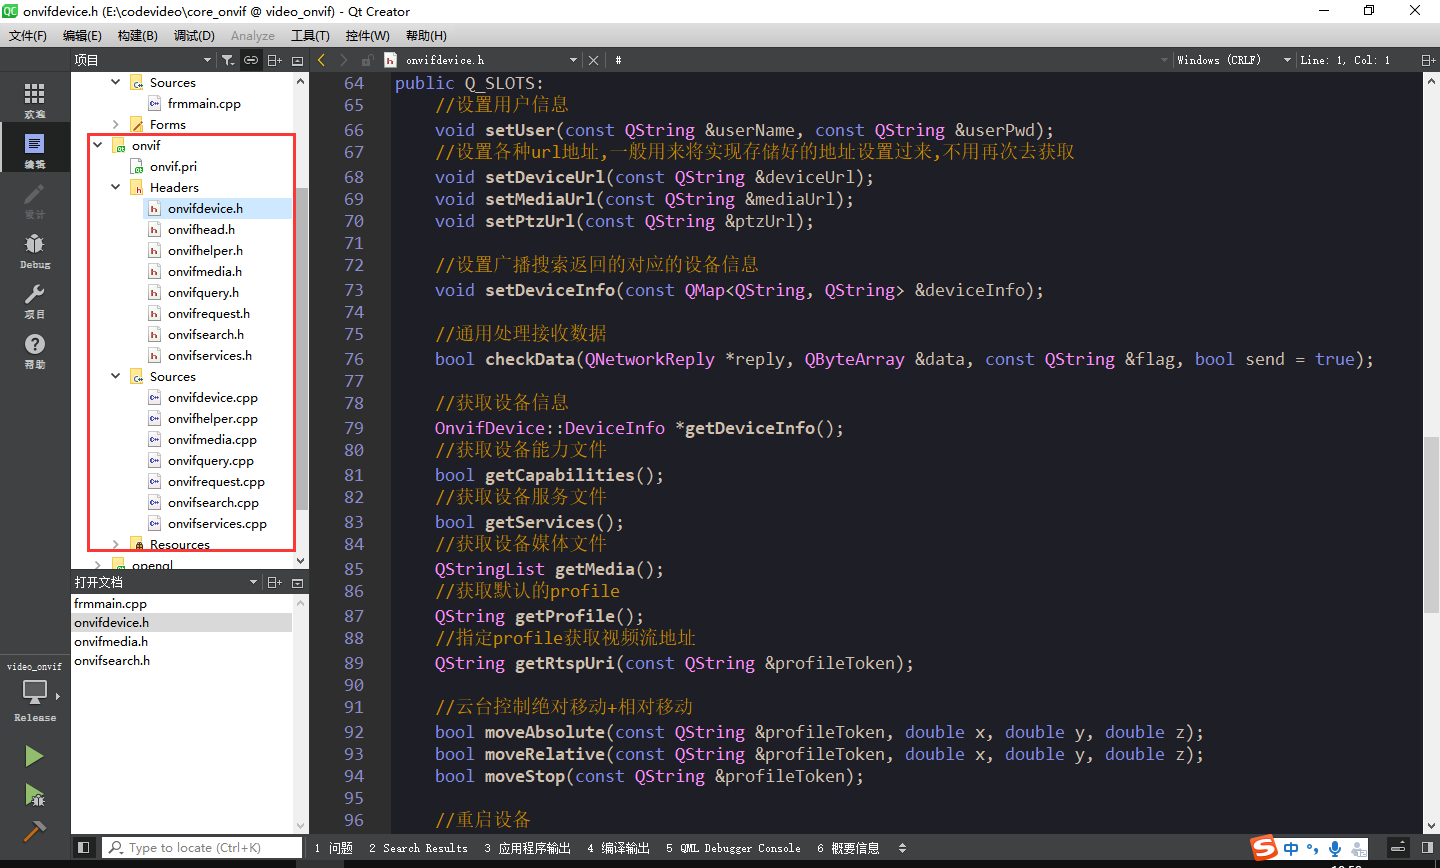 onvifdevice.h (E:\codevideo\core_onvif @ video_onvif) - Qt Creator
文件(F) 编辑(E) 构建(B) 调试(D) Analyze 工具(T) 控件(W) 帮助(H)
项目
onvifdevice.h
#
Windows (CRLF)
Line: 1, Col: 1
欢迎
编辑
设计
Debug
项目
帮助
video_onvif
Release
Sources
frmmain.cpp
Forms
onvif
onvif.pri
Headers
onvifdevice.h
onvifhead.h
onvifhelper.h
onvifmedia.h
onvifquery.h
onvifrequest.h
onvifsearch.h
onvifservices.h
Sources
onvifdevice.cpp
onvifhelper.cpp
onvifmedia.cpp
onvifquery.cpp
onvifrequest.cpp
onvifsearch.cpp
onvifservices.cpp
Resources
opengl
打开文档
frmmain.cpp
onvifdevice.h
onvifmedia.h
onvifsearch.h
64 public Q_SLOTS:
65 //设置用户信息
66 void setUser(const QString &userName, const QString &userPwd);
67 //设置各种url地址,一般用来将实现存储好的地址设置过来,不用再次去获取
68 void setDeviceUrl(const QString &deviceUrl);
69 void setMediaUrl(const QString &mediaUrl);
70 void setPtzUrl(const QString &ptzUrl);
71
72 //设置广播搜索返回的对应的设备信息
73 void setDeviceInfo(const QMap<QString, QString> &deviceInfo);
74
75 //通用处理接收数据
76 bool checkData(QNetworkReply *reply, QByteArray &data, const QString &flag, bool send = true);
77
78 //获取设备信息
79 OnvifDevice::DeviceInfo *getDeviceInfo();
80 //获取设备能力文件
81 bool getCapabilities();
82 //获取设备服务文件
83 bool getServices();
84 //获取设备媒体文件
85 QStringList getMedia();
86 //获取默认的profile
87 QString getProfile();
88 //指定profile获取视频流地址
89 QString getRtspUri(const QString &profileToken);
90
91 //云台控制绝对移动+相对移动
92 bool moveAbsolute(const QString &profileToken, double x, double y, double z);
93 bool moveRelative(const QString &profileToken, double x, double y, double z);
94 bool moveStop(const QString &profileToken);
95
96 //重启设备
Type to locate (Ctrl+K)
1 问题 2 Search Results 3 应用程序输出 4 编译输出 5 QML Debugger Console 6 概要信息
中